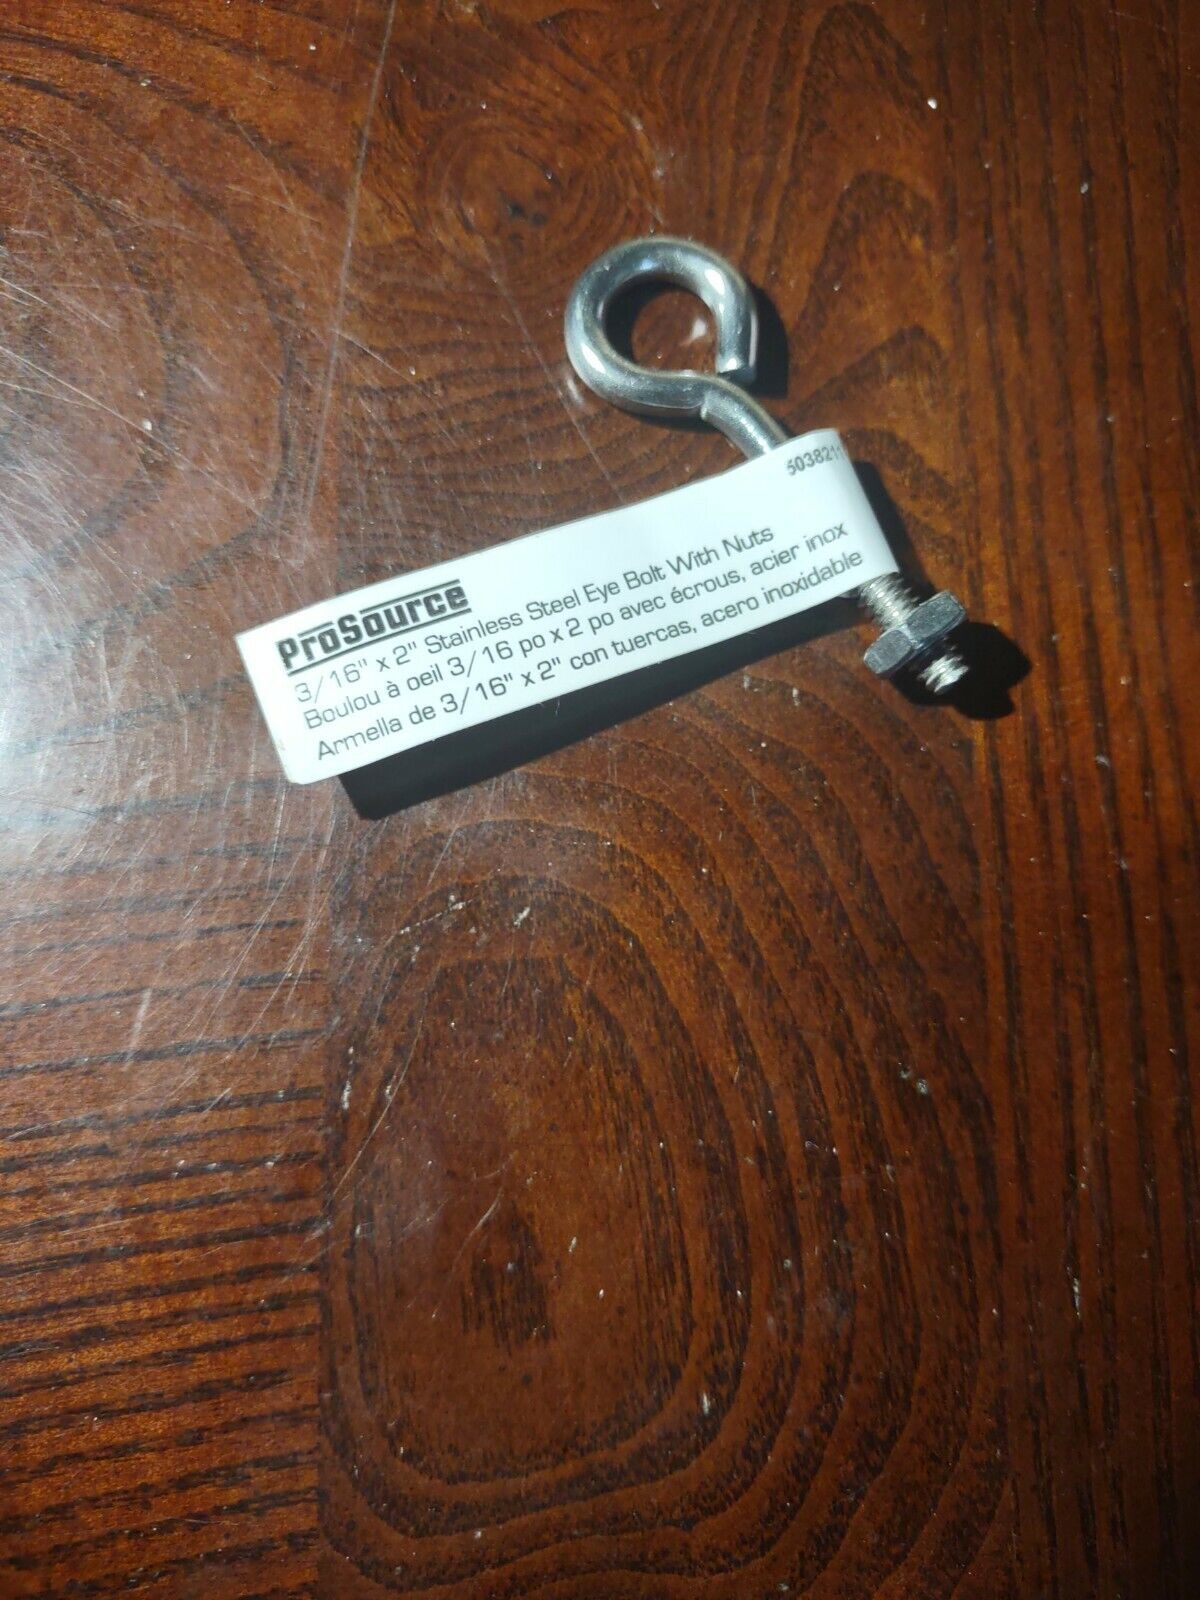 503821
ProSource
3/16" x 2" Stainless Steel Eye Bolt With Nuts
Boulou à oeil 3/16 po x 2 po avec écrous, acier inox
Armella de 3/16" x 2" con tuercas, acero inoxidable